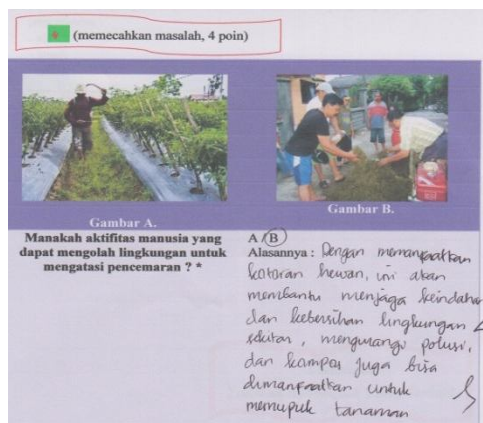 (memecahkan masalah, 4 poin)
Gambar A.
Gambar B.
Manakah aktifitas manusia yang
dapat mengolah lingkungan untuk
mengatasi pencemaran ? *
A / B
Alasannya : Dengan memanfaatkan
kotoran hewan, ini akan
membantu menjaga keindahan
dan kebersihan lingkungan
sekitar, mengurangi polusi,
dan kompos juga bisa
dimanfaatkan untuk
memupuk tanaman